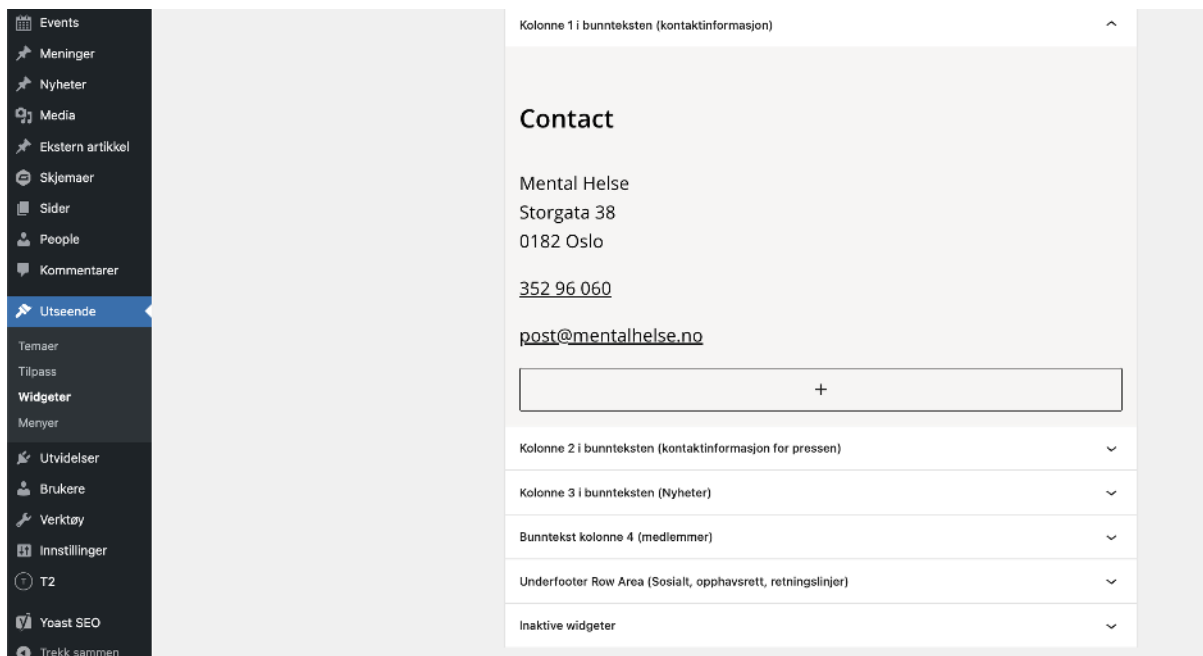 Events
Meninger
Nyheter
Media
Ekstern artikkel
Skjemaer
Sider
People
Kommentarer
Utseende
Temaer
Tilpass
Widgeter
Menyer
Utvidelser
Brukere
Verktøy
Innstillinger
T2
Yoast SEO
Trekk sammen
Kolonne 1 i bunnteksten (kontaktinformasjon)
Contact
Mental Helse
Storgata 38
0182 Oslo
352 96 060
post@mentalhelse.no
+
Kolonne 2 i bunnteksten (kontaktinformasjon for pressen)
Kolonne 3 i bunnteksten (Nyheter)
Bunntekst kolonne 4 (medlemmer)
Underfooter Row Area (Sosialt, opphavsrett, retningslinjer)
Inaktive widgeter